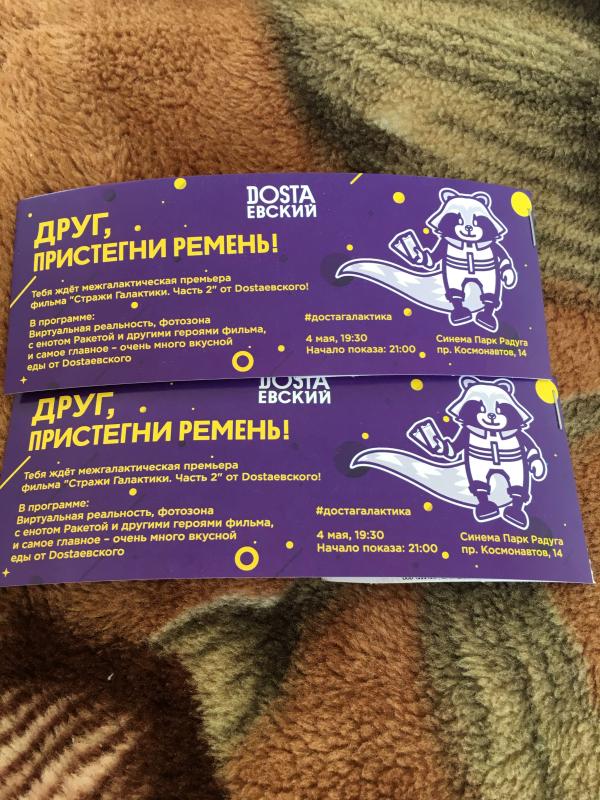 DOSTA
ЕВСКИЙ
ДРУГ,
ПРИСТЕГНИ РЕМЕНЬ!
Тебя ждёт межгалактическая премьера
фильма "Стражи Галактики. Часть 2" от Dostaевского!
В программе:
Виртуальная реальность, фотозона
с енотом Ракетой и другими героями фильма,
и самое главное – очень много вкусной
еды от Dostaевского
#достагалактика
4 мая, 19:30
Начало показа: 21:00
Синема Парк Радуга
пр. Космонавтов, 14
DOSTA
ЕВСКИЙ
ДРУГ,
ПРИСТЕГНИ РЕМЕНЬ!
Тебя ждёт межгалактическая премьера
фильма "Стражи Галактики. Часть 2" от Dostaевского!
В программе:
Виртуальная реальность, фотозона
с енотом Ракетой и другими героями фильма,
и самое главное – очень много вкусной
еды от Dostaевского
#достагалактика
4 мая, 19:30
Начало показа: 21:00
Синема Парк Радуга
пр. Космонавтов, 14